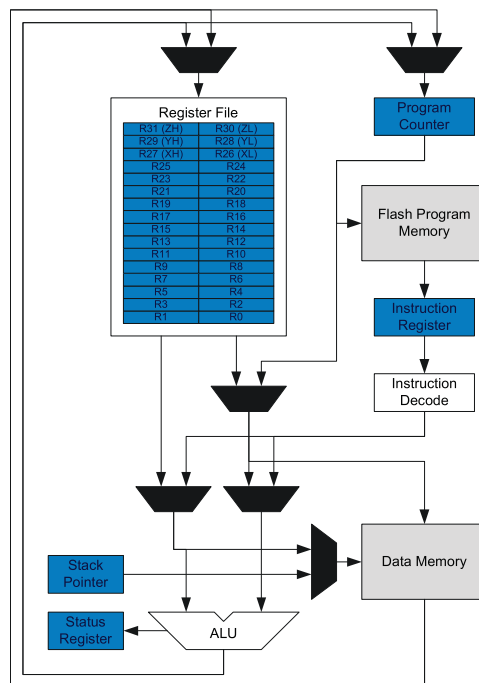 Register File
R31 (ZH) R30 (ZL)
R29 (YH) R28 (YL)
R27 (XH) R26 (XL)
R25 R24
R23 R22
R21 R20
R19 R18
R17 R16
R15 R14
R13 R12
R11 R10
R9 R8
R7 R6
R5 R4
R3 R2
R1 R0
Program
Counter
Flash Program
Memory
Instruction
Register
Instruction
Decode
Stack
Pointer
Data Memory
Status
Register
ALU